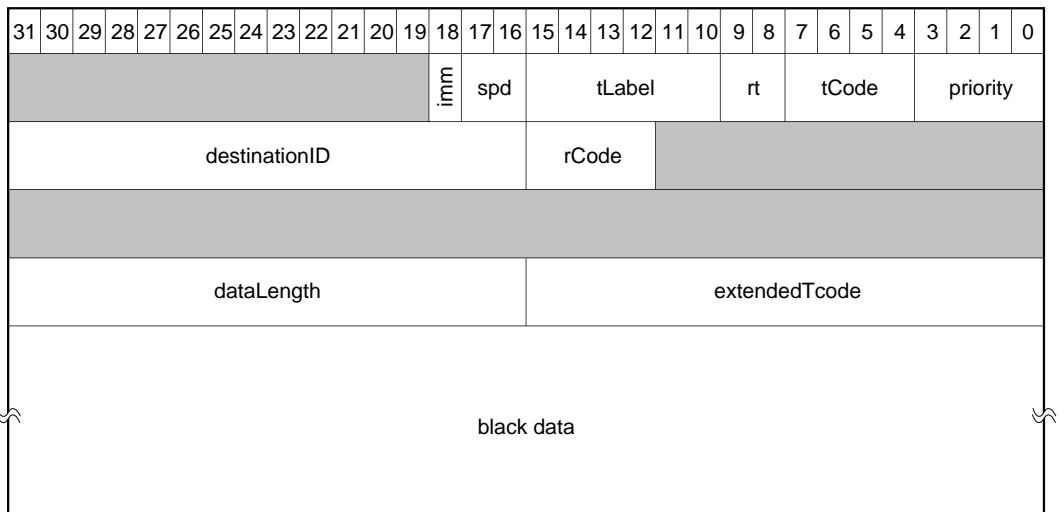 31 30 29 28 27 26 25 24 23 22 21 20 19 18 17 16 15 14 13 12 11 10 9 8 7 6 5 4 3 2 1 0
imm spd tLabel rt tCode priority
destinationID rCode
dataLength extendedTcode
black data